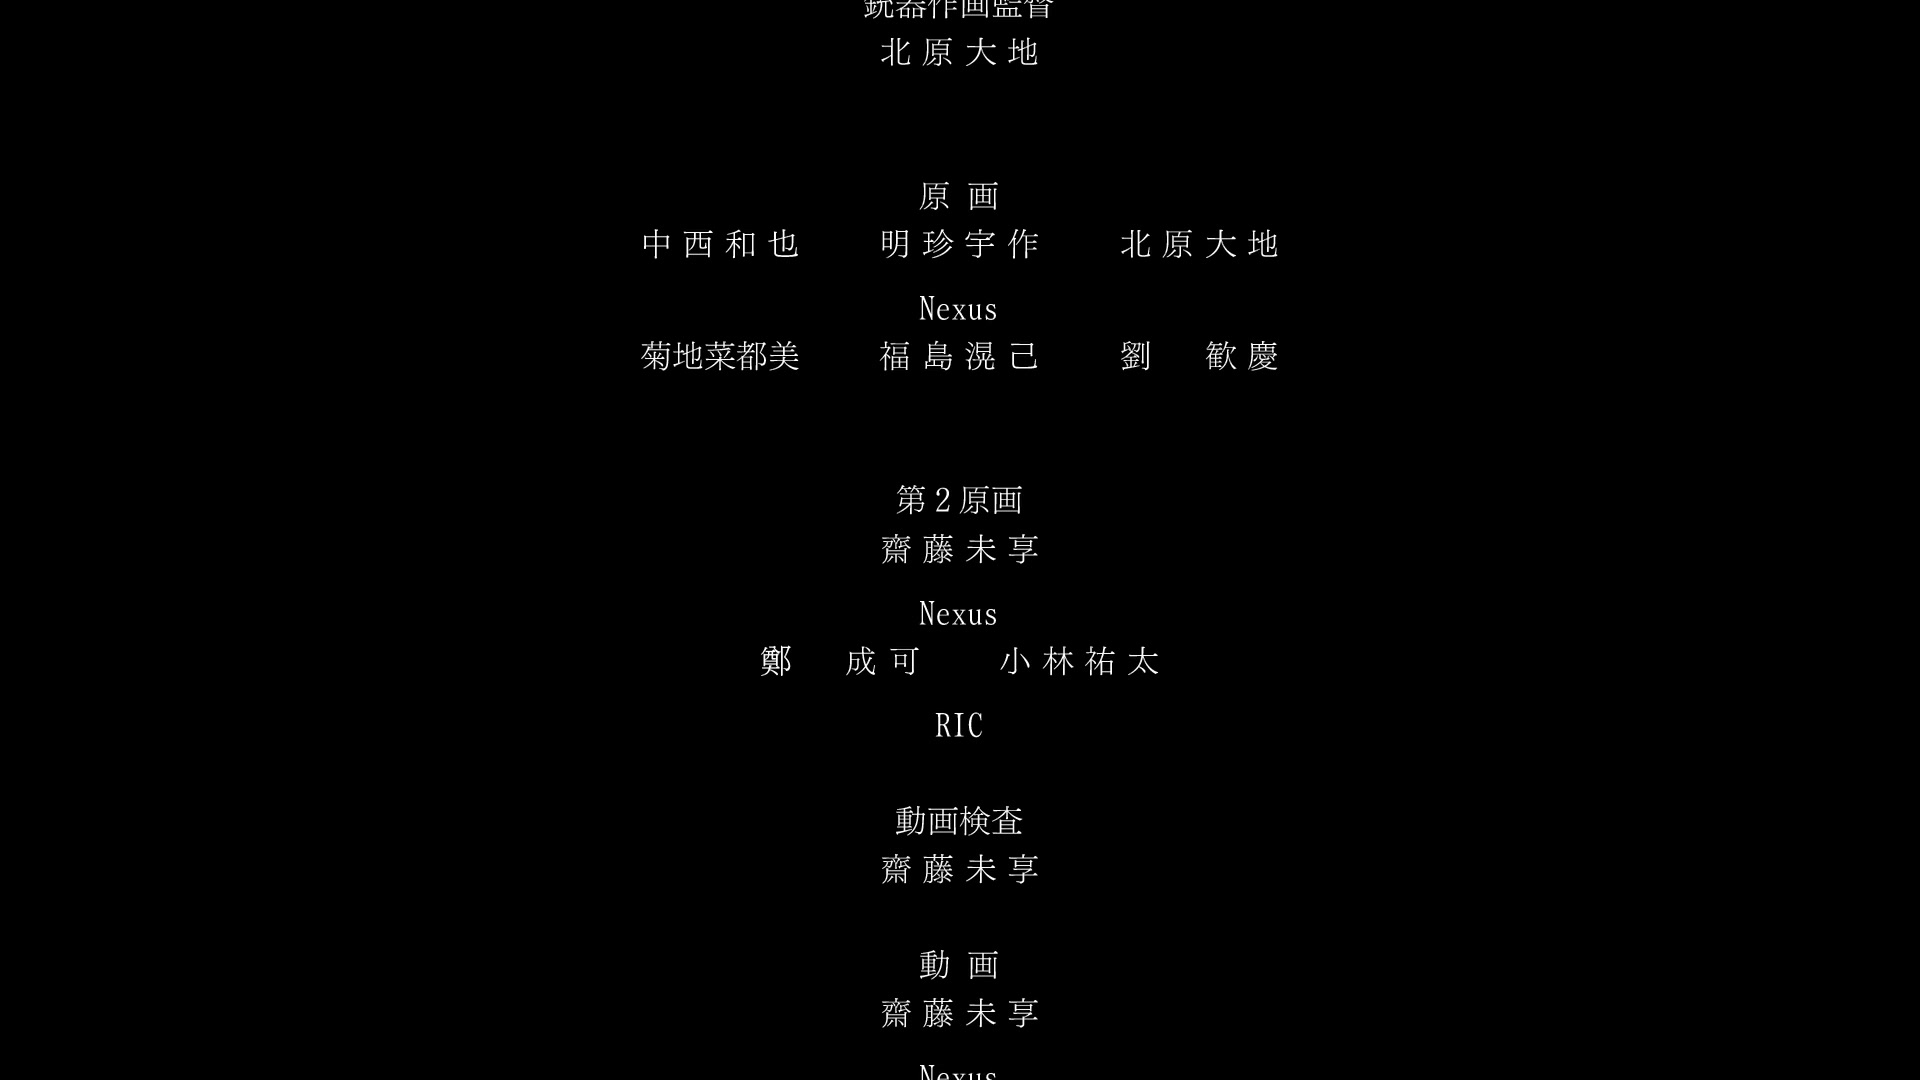 銃器作画監督
北原大地
原画
中西和也 明珍宇作 北原大地
Nexus
菊地菜都美 福島滉己 劉 歓慶
第2原画
齋藤未享
Nexus
鄭 成可 小林祐太
RIC
動画検査
齋藤未享
動画
齋藤未享
Nexus